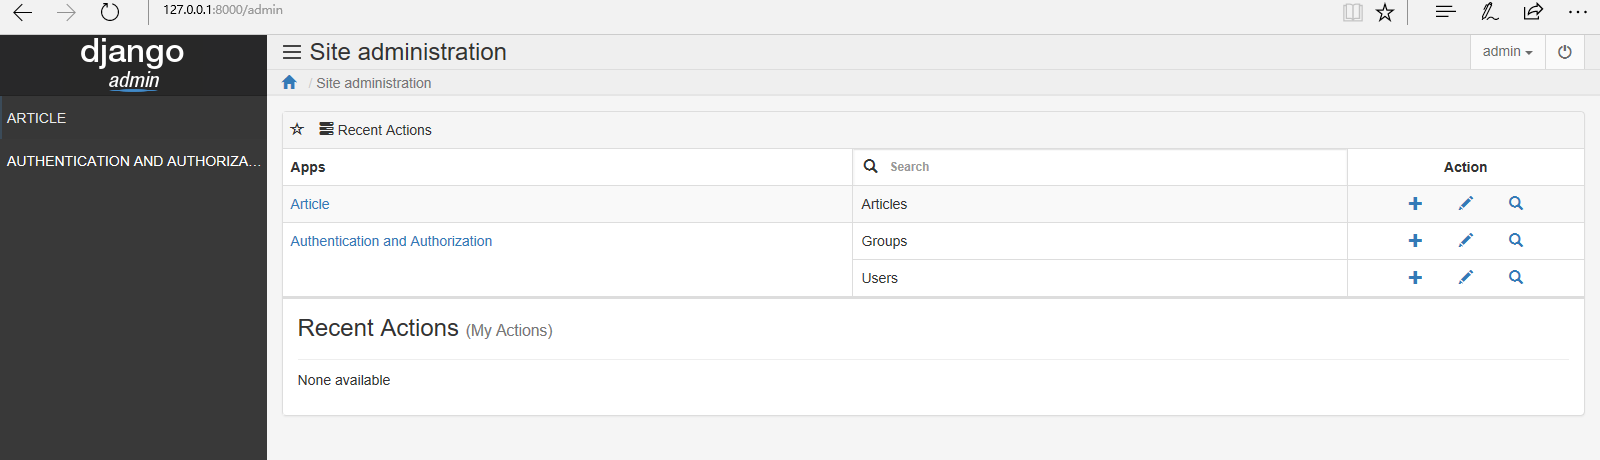 127.0.0.1:8000/admin
django
admin
Site administration
admin
/ Site administration
ARTICLE
AUTHENTICATION AND AUTHORIZA...
Recent Actions
Apps
Search
Action
Article
Articles
Authentication and Authorization
Groups
Users
Recent Actions (My Actions)
None available